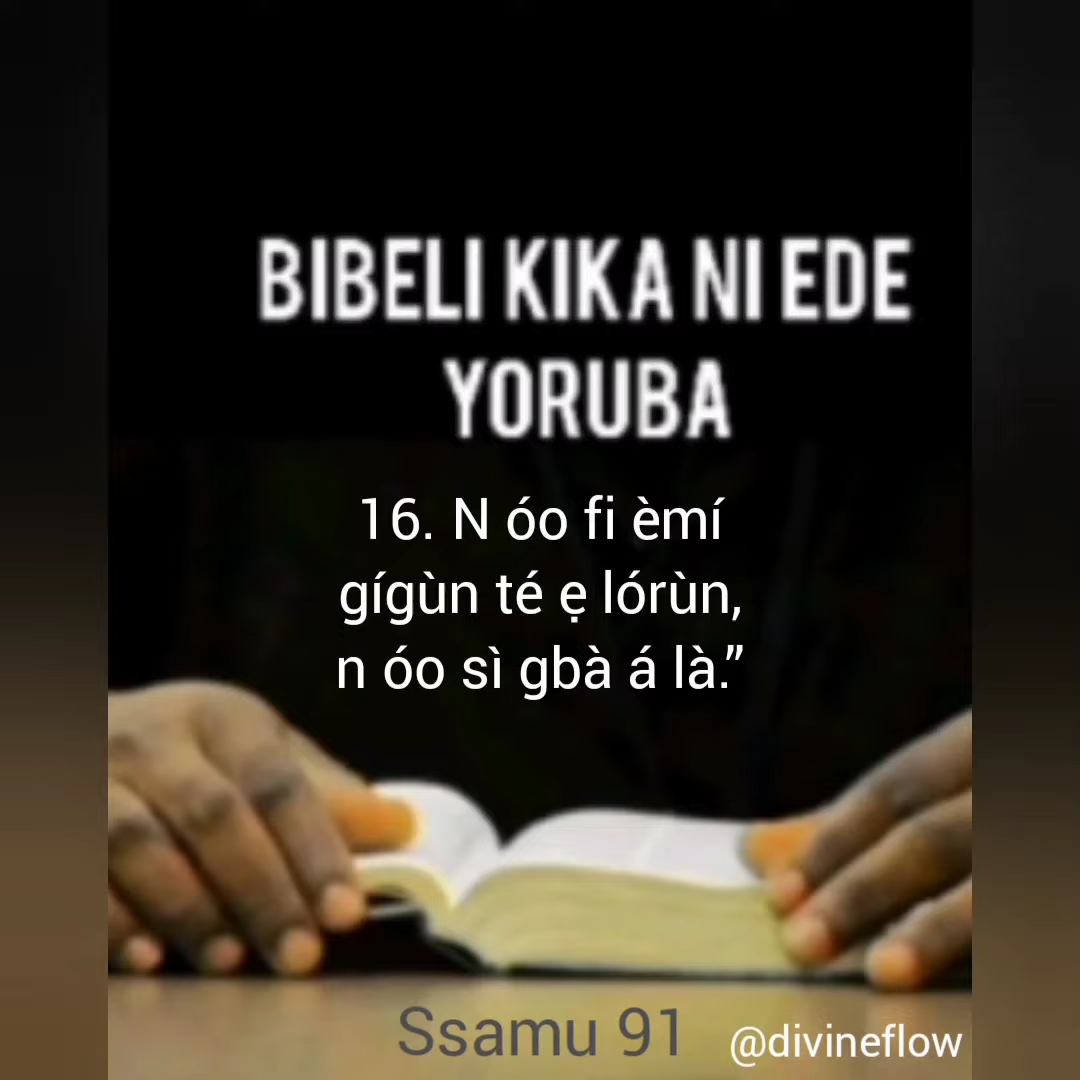 BIBELI KIKA NI EDE
YORUBA
16. N óo fi èmí
gígùn té ẹ lórùn,
n óo sì gbà á là.”
Ssamu 91
@divineflow